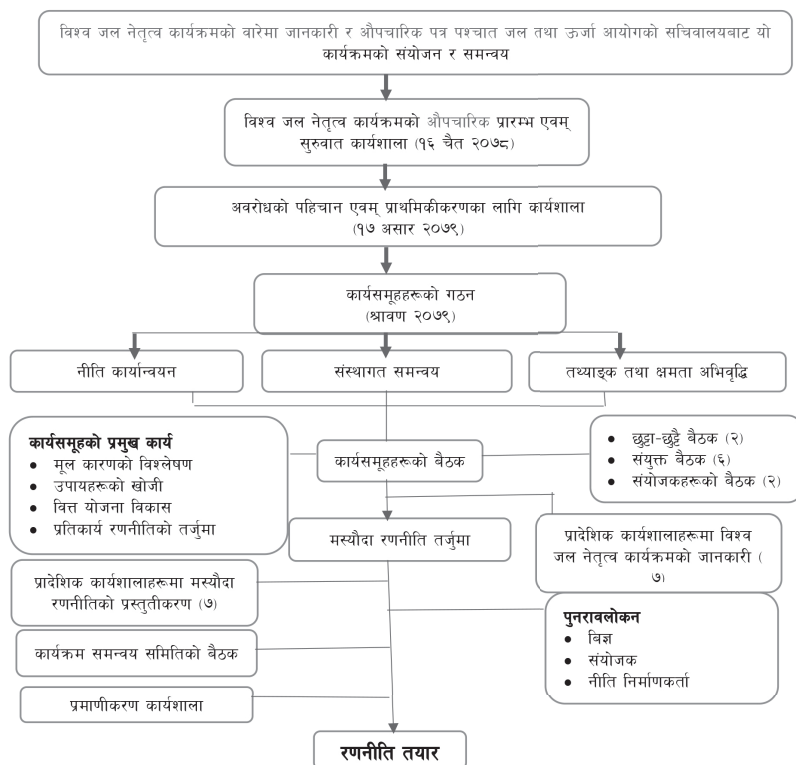 विश्व जल नेतृत्व कार्यक्रमको वारेमा जानकारी र औपचारिक पत्र पश्चात जल तथा ऊर्जा आयोगको सचिवालयबाट यो
कार्यक्रमको संयोजन र समन्वय
विश्व जल नेतृत्व कार्यक्रमको औपचारिक प्रारम्भ एवम्
सुरुवात कार्यशाला (१६ चैत २०७८)
अवरोधको पहिचान एवम् प्राथमिकीकरणका लागि कार्यशाला
(१७ असार २०७९)
कार्यसमूहहरूको गठन
(श्रावण २०७९)
नीति कार्यान्वयन
संस्थागत समन्वय
तथ्याङ्क तथा क्षमता अभिवृद्धि
कार्यसमूहको प्रमुख कार्य
● मूल कारणको विश्लेषण
● उपायहरूको खोजी
● वित्त योजना विकास
● प्रतिकार्य रणनीतिको तर्जुमा
कार्यसमूहहरूको बैठक
● छुट्टा-छुट्टै बैठक (२)
● संयुक्त बैठक (६)
● संयोजकहरूको बैठक (२)
मस्यौदा रणनीति तर्जुमा
प्रादेशिक कार्यशालाहरूमा विश्व
जल नेतृत्व कार्यक्रमको जानकारी (
७)
प्रादेशिक कार्यशालाहरूमा मस्यौदा
रणनीतिको प्रस्तुतीकरण (७)
पुनरावलोकन
● बिज्ञ
● संयोजक
● नीति निर्माणकर्ता
कार्यक्रम समन्वय समितिको बैठक
प्रमाणीकरण कार्यशाला
रणनीति तयार